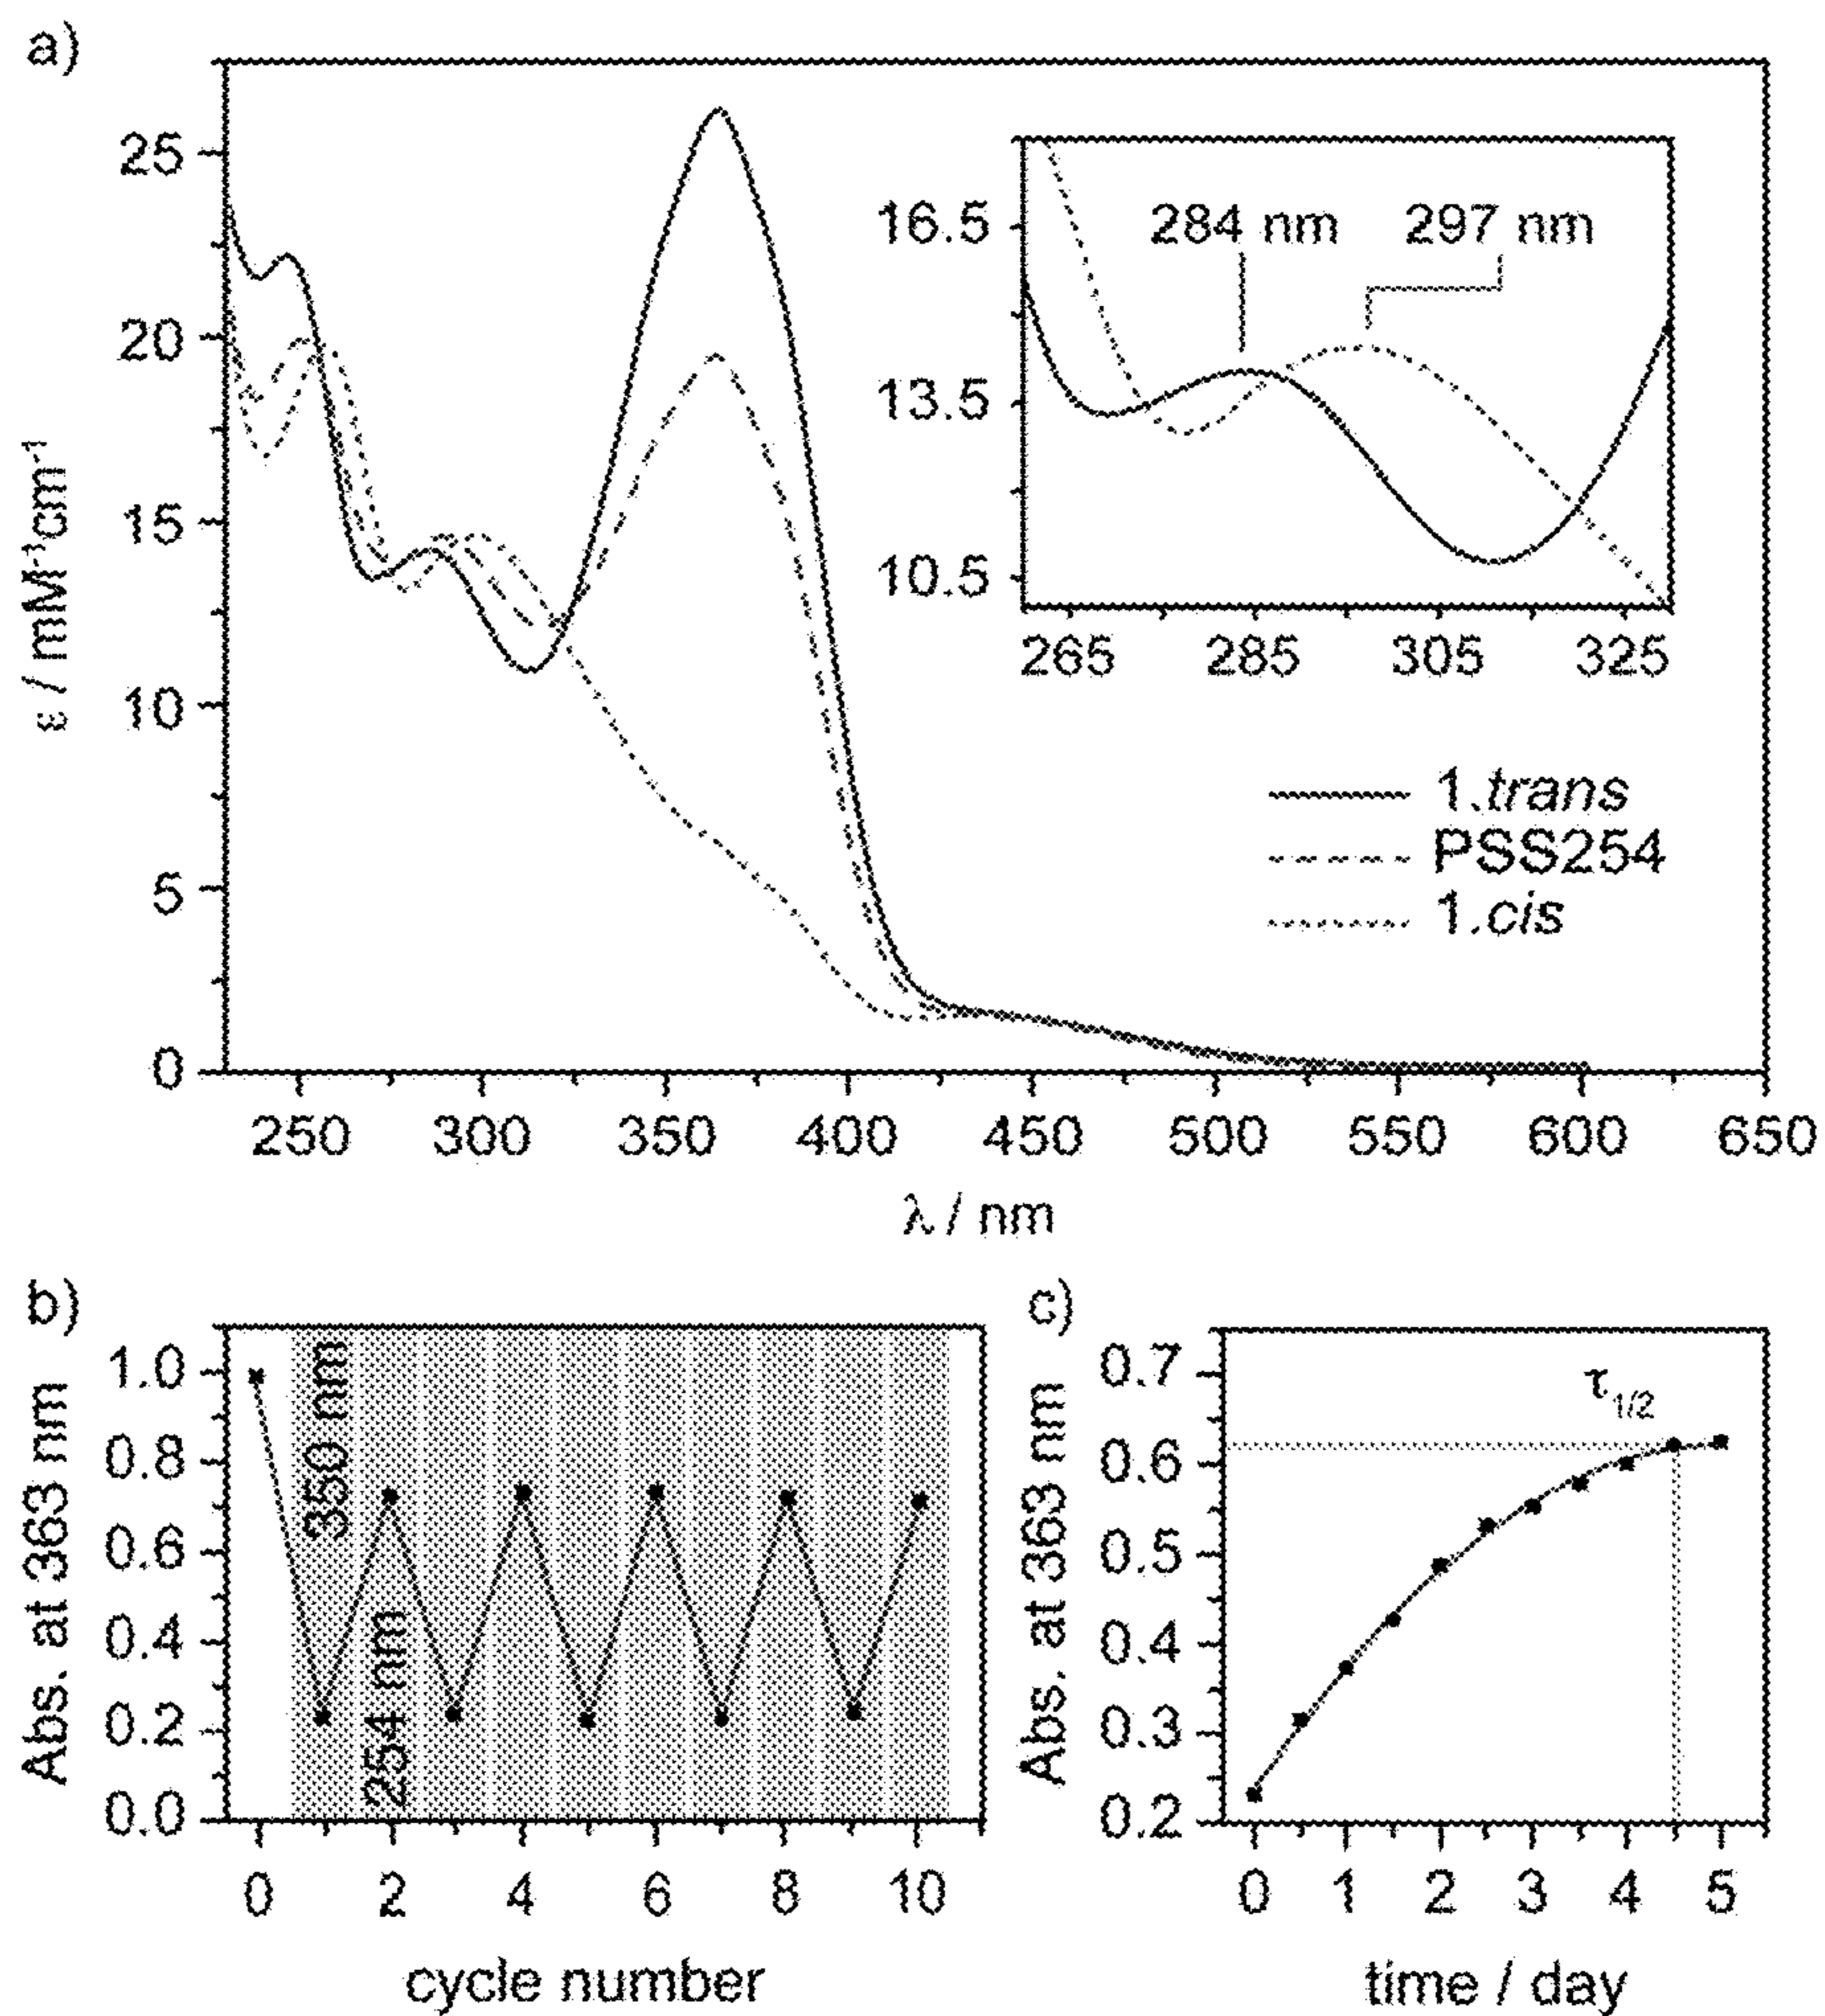 a)
25
20
15
10
5
0
ε / mM⁻¹cm⁻¹
250 300 350 400 450 500 550 600 650
λ / nm
16.5
13.5
10.5
284 nm 297 nm
265 285 305 325
1.trans
PSS254
1.cis
b)
1.0
0.8
0.6
0.4
0.2
0.0
Abs. at 363 nm
350 nm
254 nm
0 2 4 6 8 10
cycle number
c)
0.7
0.6
0.5
0.4
0.3
0.2
Abs. at 363 nm
τ1/2
0 1 2 3 4 5
time / day